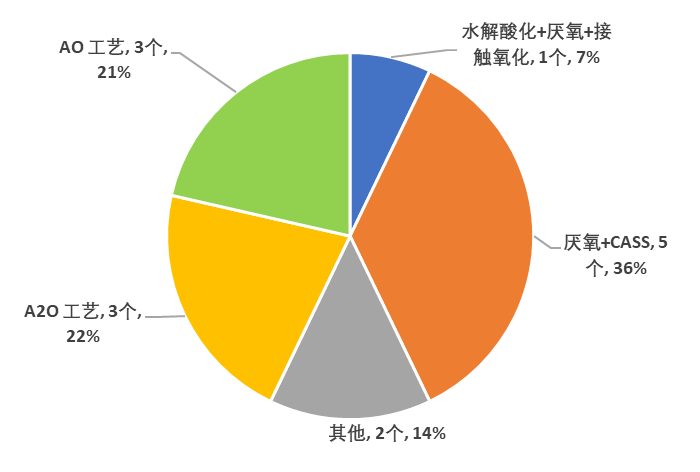 AO 工艺, 3个,
21%
水解酸化+厌氧+接
触氧化, 1个, 7%
厌氧+CASS, 5
个, 36%
A2O 工艺, 3个,
22%
其他, 2个, 14%